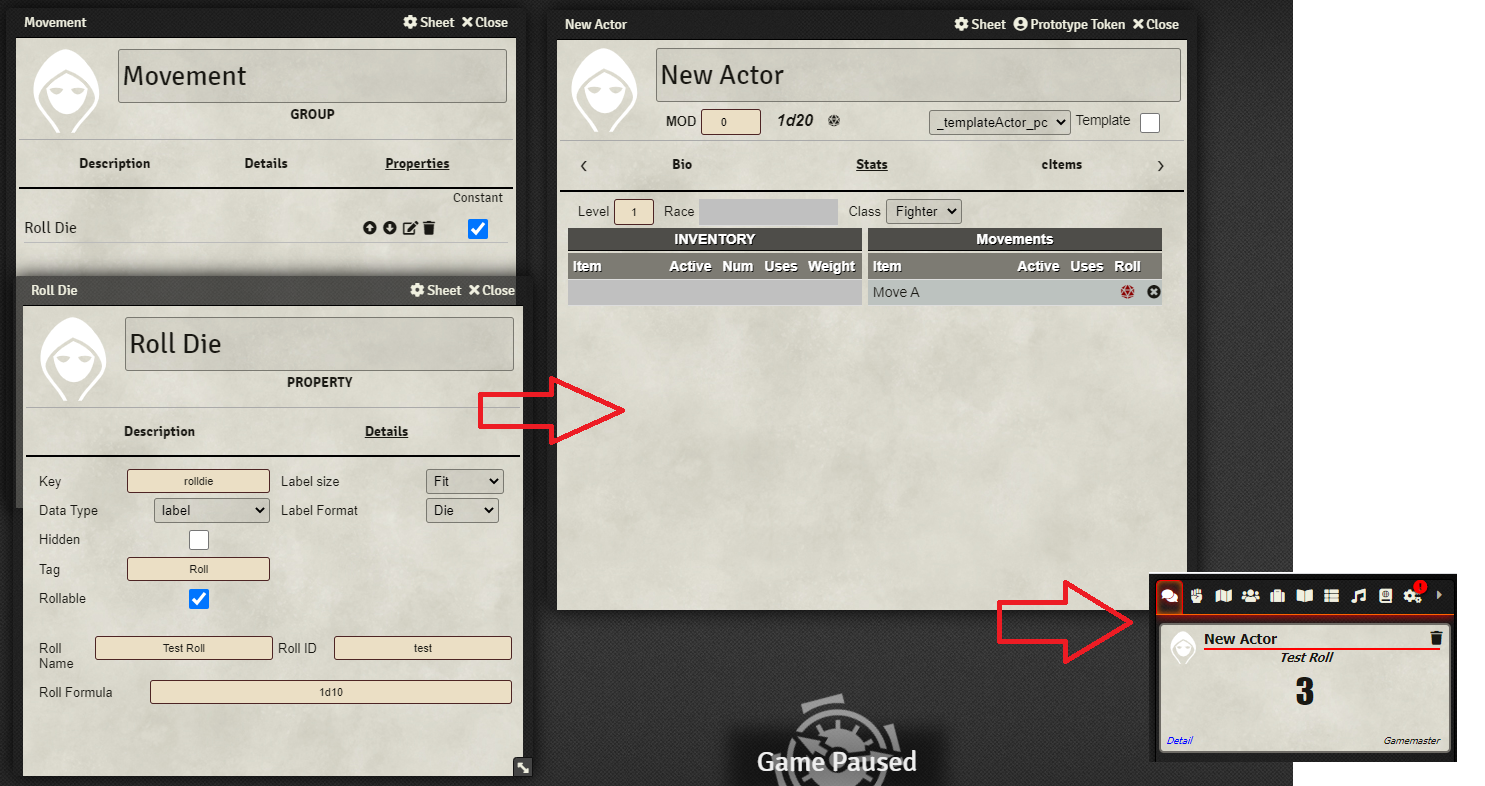 Movement Sheet Close
Movement
GROUP
Description Details Properties
Constant
Roll Die
Roll Die Sheet Close
Roll Die
PROPERTY
Description Details
Key rolldie Label size Fit
Data Type label Label Format Die
Hidden
Tag Roll
Rollable
Roll Name Test Roll Roll ID test
Roll Formula 1d10
New Actor Sheet Prototype Token Close
New Actor
MOD 0 1d20 _templateActor_pc Template
Bio Stats cItems
Level 1 Race Class Fighter
INVENTORY Movements
Item Active Num Uses Weight Item Active Uses Roll
Move A
Game Paused
1
New Actor
Test Roll
3
Detail Gamemaster